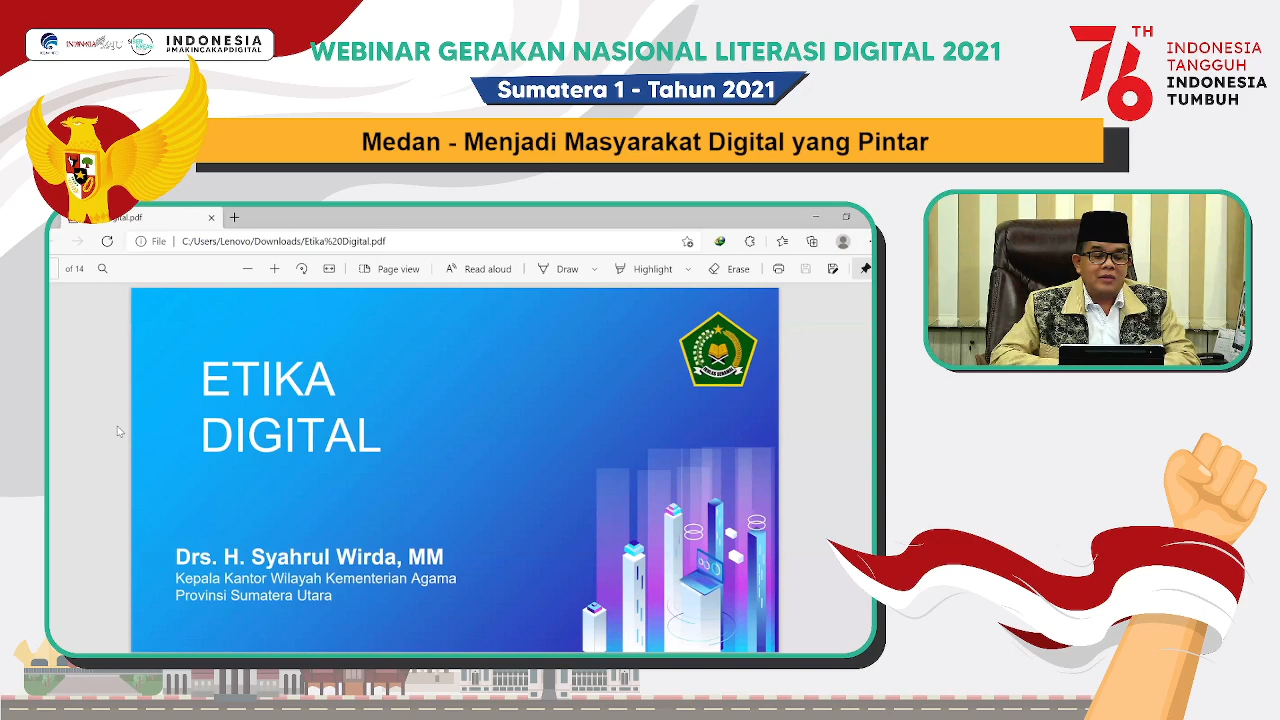 INDONESIA
#MAKINCAKAPDIGITAL
WEBINAR GERAKAN NASIONAL LITERASI DIGITAL 2021
Sumatera 1 - Tahun 2021
76 TH
INDONESIA
TANGGUH
INDONESIA
TUMBUH
Medan - Menjadi Masyarakat Digital yang Pintar
File
C:/Users/Lenovo/Downloads/Etika%20Digital.pdf
of 14
Page view
Read aloud
Draw
Highlight
Erase
ETIKA
DIGITAL
Drs. H. Syahrul Wirda, MM
Kepala Kantor Wilayah Kementerian Agama
Provinsi Sumatera Utara